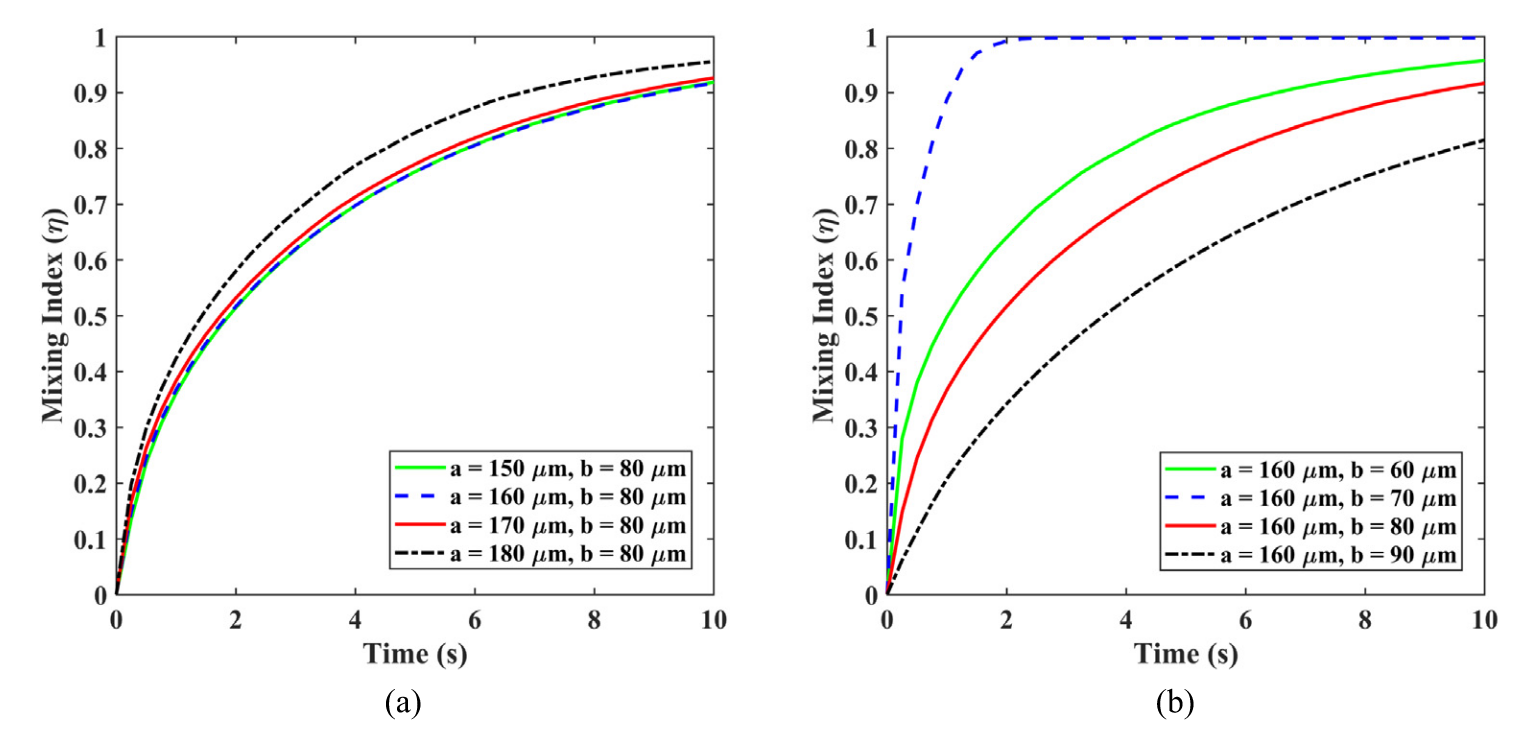 1
0.9
0.8
0.7
0.6
0.5
0.4
0.3
0.2
0.1
0
Mixing Index (η)
a = 150 μm, b = 80 μm
a = 160 μm, b = 80 μm
a = 170 μm, b = 80 μm
a = 180 μm, b = 80 μm
0 2 4 6 8 10
Time (s)
(a)
1
0.9
0.8
0.7
0.6
0.5
0.4
0.3
0.2
0.1
0
Mixing Index (η)
a = 160 μm, b = 60 μm
a = 160 μm, b = 70 μm
a = 160 μm, b = 80 μm
a = 160 μm, b = 90 μm
0 2 4 6 8 10
Time (s)
(b)